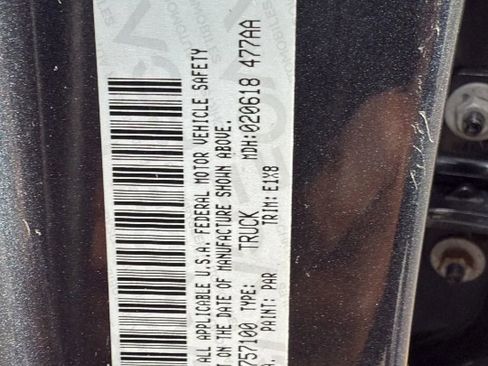 ALL APPLICABLE U.S.A. FEDERAL MOTOR VEHICLE SAFETY
ON THE DATE OF MANUFACTURE SHOWN ABOVE.
757100 TYPE: TRUCK MDH:020618 477AA
PAINT: PAR TRIM: E1X8